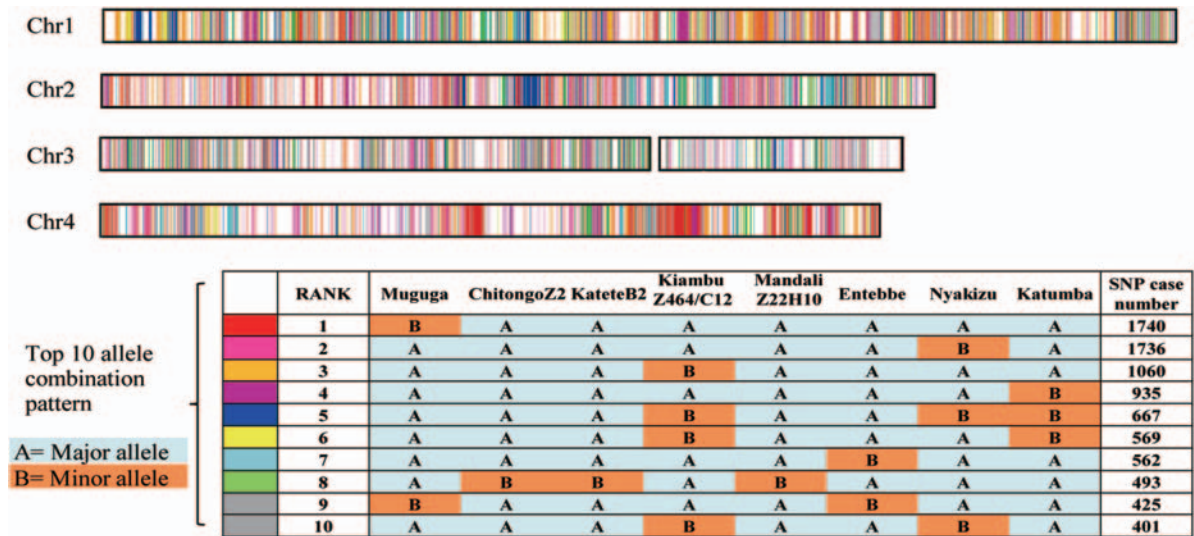 Chr1
Chr2
Chr3
Chr4
RANK Muguga ChitongoZ2 KateteB2 Kiambu Z464/C12 Mandali Z22H10 Entebbe Nyakizu Katumba SNP case number
1 B A A A A A A A 1740
2 A A A A A A B A 1736
3 A A A B A A A A 1060
4 A A A A A A A B 935
5 A A A B A A B B 667
6 A A A B A A A B 569
7 A A A A A B A A 562
8 A B B A B A A A 493
9 B A A A A B A A 425
10 A A A B A A B A 401
Top 10 allele
combination
pattern
A= Major allele
B= Minor allele